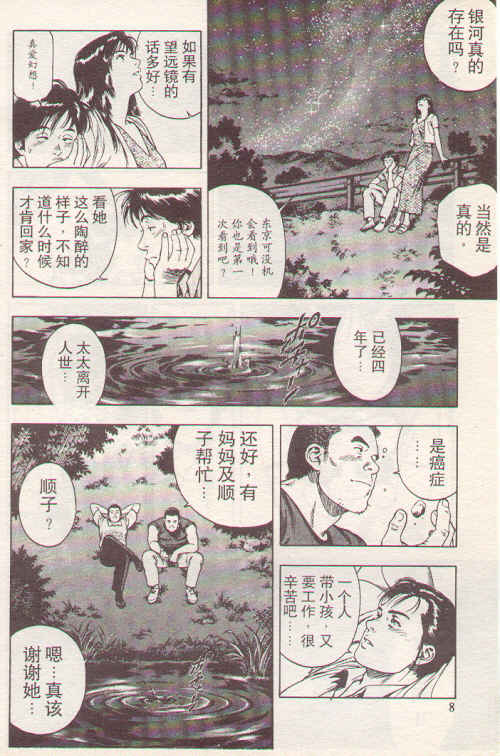 银河真的
存在吗？
当然是
真的。
东京可没机
会看到哦！
你也是第一
次看到吧？
如果有
望远镜的
话多好…
真爱幻想！
看她
这么陶醉的
样子，不知
道什么时候
才肯回家？
已经四
年了…
太太离开
人世…
是癌症
……
一个人
带小孩，又
要工作，很
辛苦吧……
还好，有
妈妈及顺
子帮忙…
顺子？
嗯…真该
谢谢她…
8